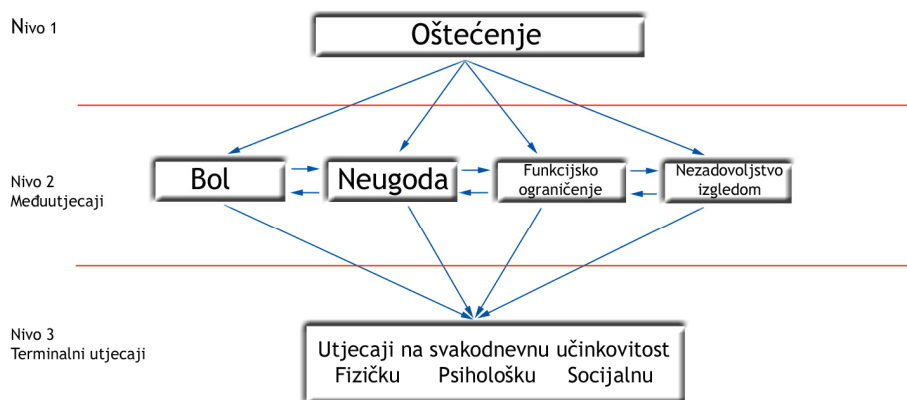 Nivo 1
Oštećenje
Nivo 2
Međuutjecaji
Bol
Neugoda
Funkcijsko
ograničenje
Nezadovoljstvo
izgledom
Nivo 3
Terminalni utjecaji
Utjecaji na svakodnevnu učinkovitost
Fizičku Psihološku Socijalnu